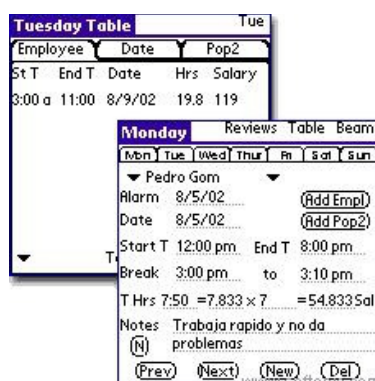 Tuesday Table Tue
Employee Date Pop2
St T End T Date Hrs Salary
3:00 a 11:00 8/9/02 19.8 119
Monday Reviews Table Beam
Mon Tue Wed Thur Fri Sat Sun
Pedro Gom
Alarm 8/5/02 Add Empl
Date 8/5/02 Add Pop2
Start T 12:00 pm End T 8:00 pm
Break 3:00 pm to 3:10 pm
T Hrs 7:50 =7.833 x 7 =54.833 Sal
Notes Trabaja rapido y no da
N problemas
Prev Next New Del